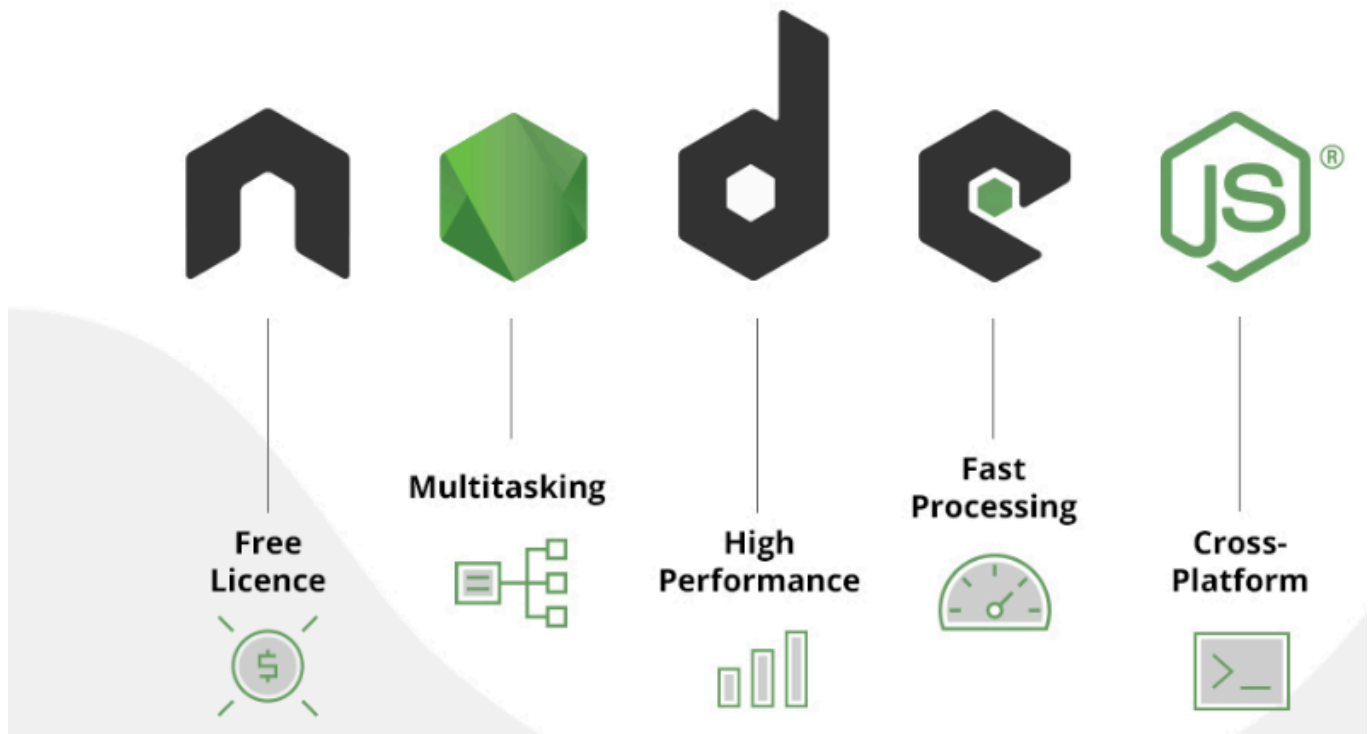 node
JS®
Multitasking
Fast
Processing
Free
Licence
High
Performance
Cross-
Platform
$
>_